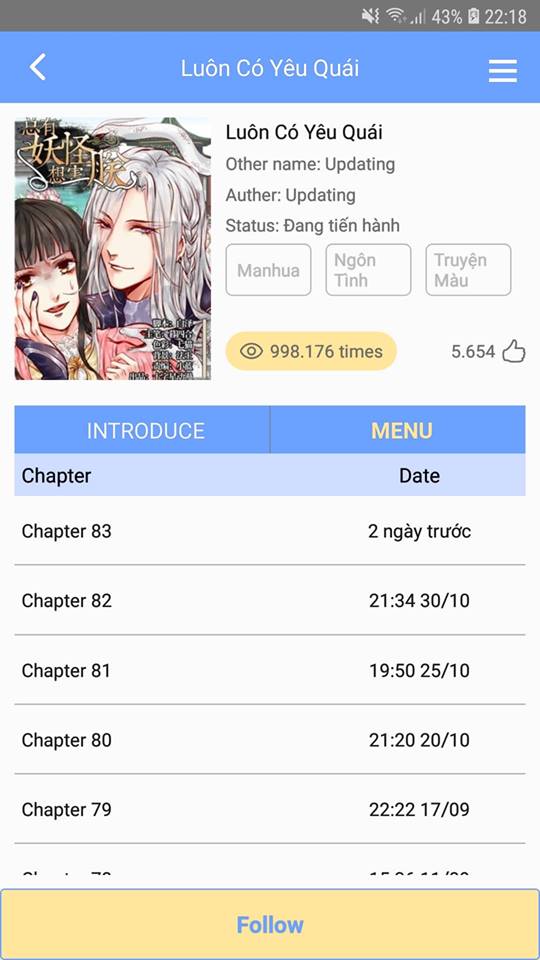 43% 22:18
Luôn Có Yêu Quái
总有
妖怪
想害朕
Luôn Có Yêu Quái
Other name: Updating
Auther: Updating
Status: Đang tiến hành
Manhua
Ngôn
Tình
Truyện
Màu
998.176 times
5.654
INTRODUCE
MENU
Chapter Date
Chapter 83 2 ngày trước
Chapter 82 21:34 30/10
Chapter 81 19:50 25/10
Chapter 80 21:20 20/10
Chapter 79 22:22 17/09
Follow